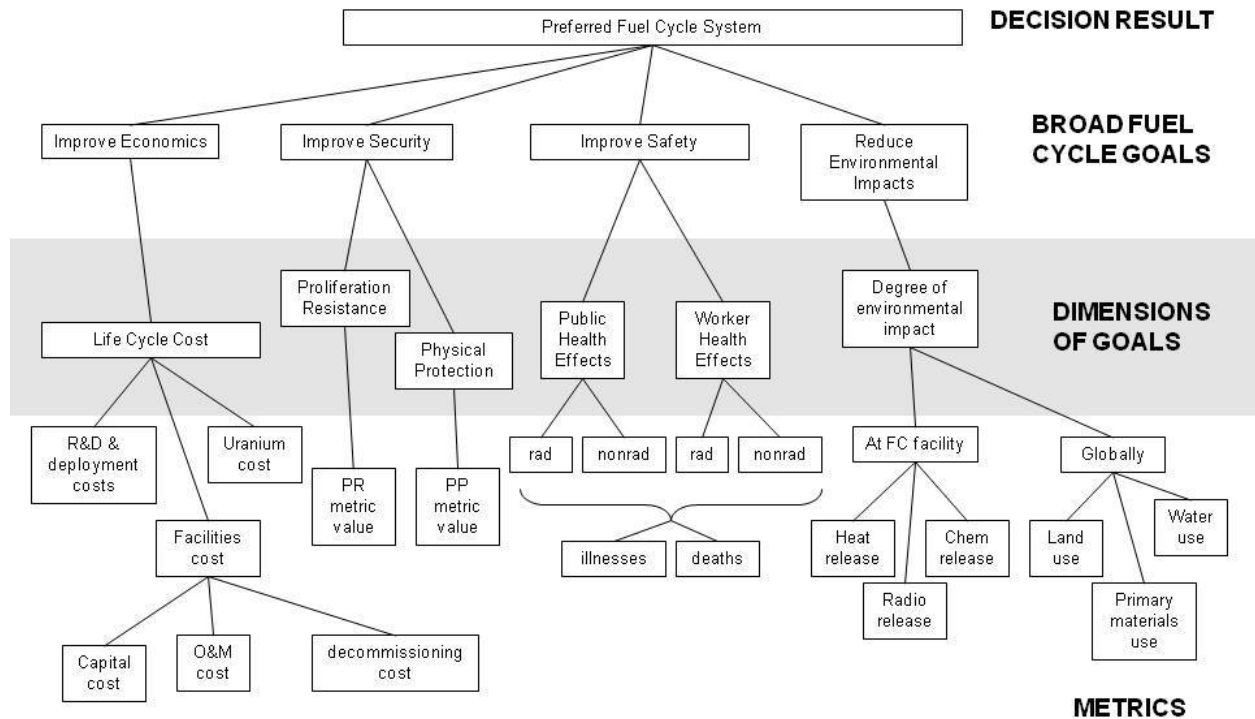 Preferred Fuel Cycle System
DECISION RESULT
Improve Economics
Improve Security
Improve Safety
Reduce
Environmental
Impacts
BROAD FUEL
CYCLE GOALS
Life Cycle Cost
Proliferation
Resistance
Physical
Protection
Public
Health
Effects
Worker
Health
Effects
Degree of
environmental
impact
DIMENSIONS
OF GOALS
R&D &
deployment
costs
Uranium
cost
PR
metric
value
PP
metric
value
rad
nonrad
rad
nonrad
At FC facility
Globally
Facilities
cost
illnesses
deaths
Heat
release
Radio
release
Chem
release
Land
use
Primary
materials
use
Water
use
Capital
cost
O&M
cost
decommissioning
cost
METRICS